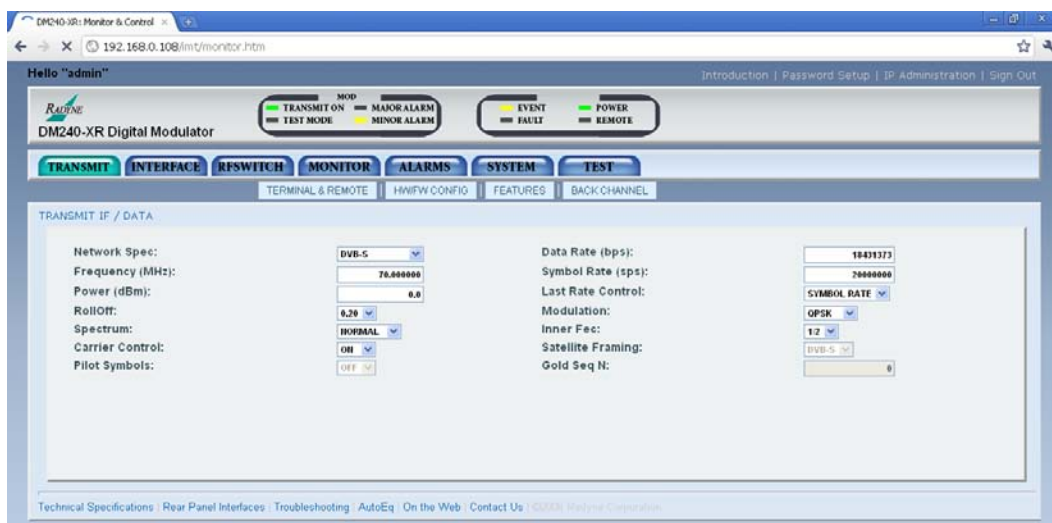 DM240-XR: Monitor & Control
192.168.0.108/imt/monitor.htm
Hello "admin"
Introduction | Password Setup | IP Administration | Sign Out
RADYNE
DM240-XR Digital Modulator
MOD
TRANSMIT ON
MAJOR ALARM
TEST MODE
MINOR ALARM
EVENT
POWER
FAULT
REMOTE
TRANSMIT
INTERFACE
RFSWITCH
MONITOR
ALARMS
SYSTEM
TEST
TERMINAL & REMOTE
HW/FW CONFIG
FEATURES
BACK CHANNEL
TRANSMIT IF / DATA
Network Spec: DVB-S
Frequency (MHz): 70.000000
Power (dBm): 0.0
RollOff: 0.20
Spectrum: NORMAL
Carrier Control: ON
Pilot Symbols: OFF
Data Rate (bps): 18431373
Symbol Rate (sps): 20000000
Last Rate Control: SYMBOL RATE
Modulation: QPSK
Inner Fec: 1/2
Satellite Framing: DVB-S
Gold Seq N: 0
Technical Specifications | Rear Panel Interfaces | Troubleshooting | AutoEq | On the Web | Contact Us | Radyne Corporation